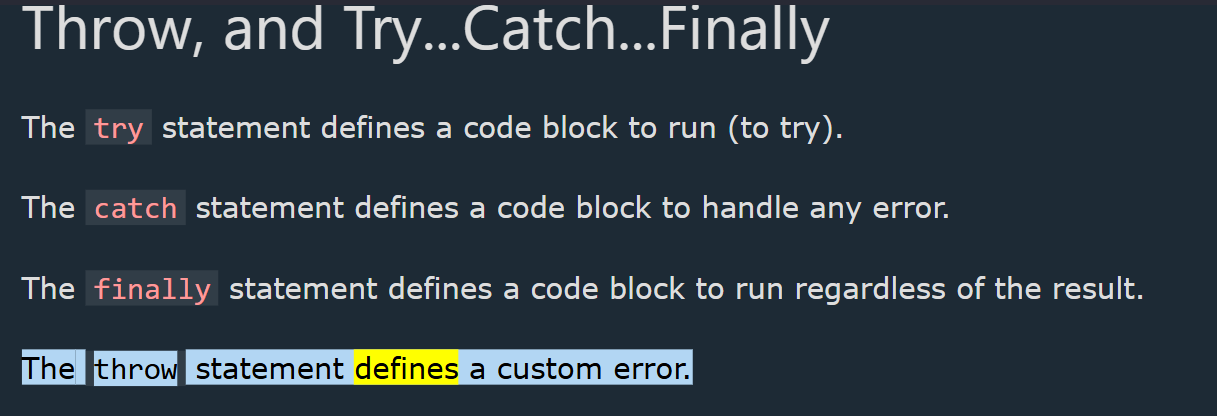 Throw, and Try...Catch...Finally
The try statement defines a code block to run (to try).
The catch statement defines a code block to handle any error.
The finally statement defines a code block to run regardless of the result.
The throw statement defines a custom error.